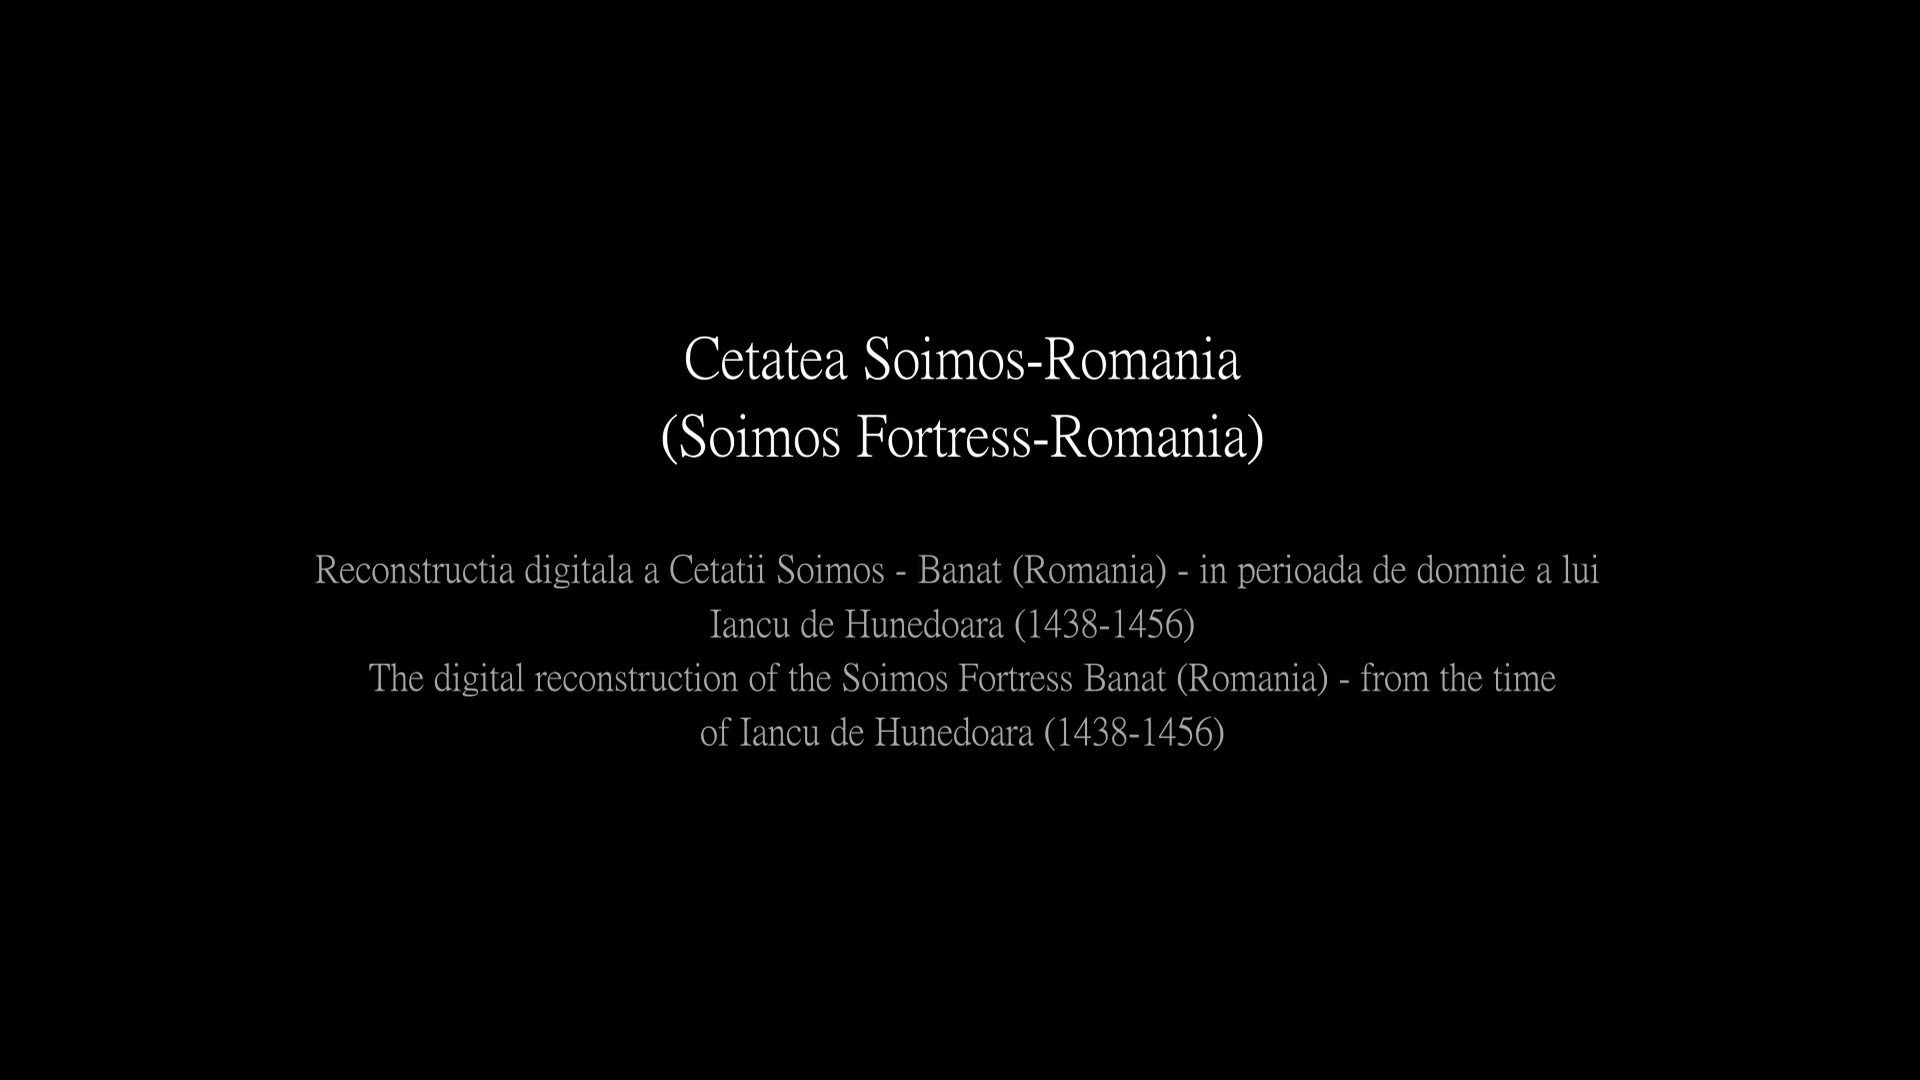 Cetatea Soimos-Romania
(Soimos Fortress-Romania)
Reconstructia digitala a Cetatii Soimos - Banat (Romania) - in perioada de domnie a lui
Iancu de Hunedoara (1438-1456)
The digital reconstruction of the Soimos Fortress Banat (Romania) - from the time
of Iancu de Hunedoara (1438-1456)